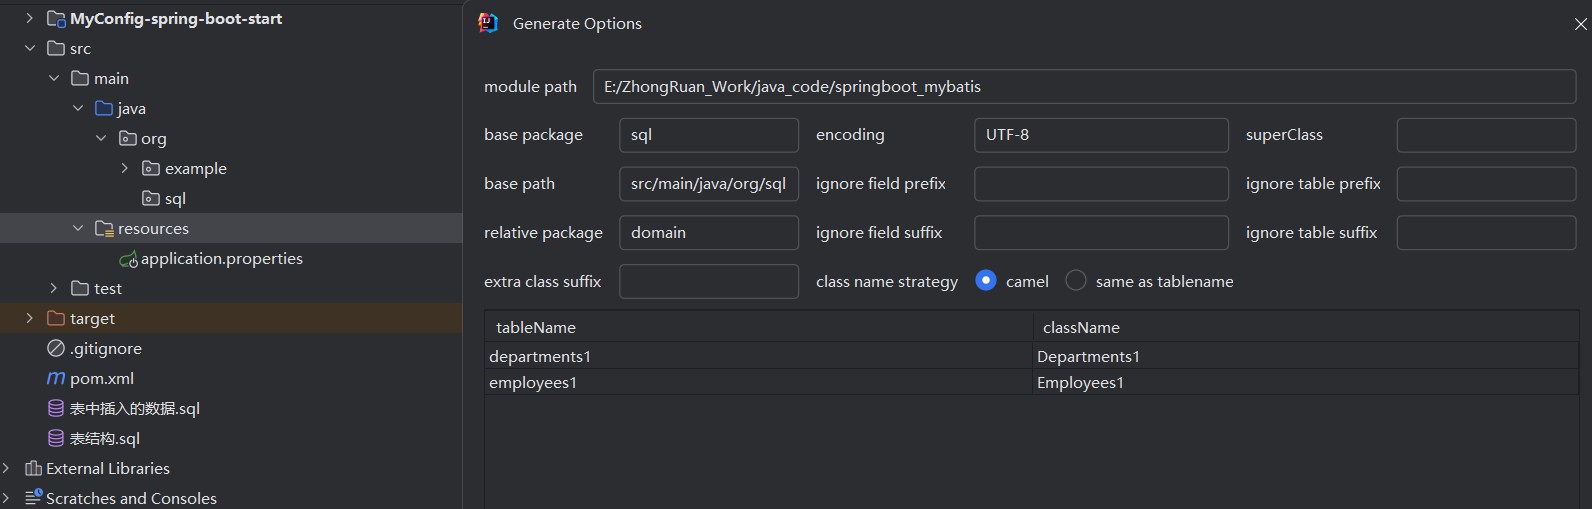 MyConfig-spring-boot-start
src
main
java
org
example
sql
resources
application.properties
test
target
.gitignore
pom.xml
表中插入的数据.sql
表结构.sql
External Libraries
Scratches and Consoles
Generate Options
module path E:/ZhongRuan_Work/java_code/springboot_mybatis
base package sql encoding UTF-8 superClass
base path src/main/java/org/sql ignore field prefix ignore table prefix
relative package domain ignore field suffix ignore table suffix
extra class suffix class name strategy camel same as tablename
tableName className
departments1 Departments1
employees1 Employees1